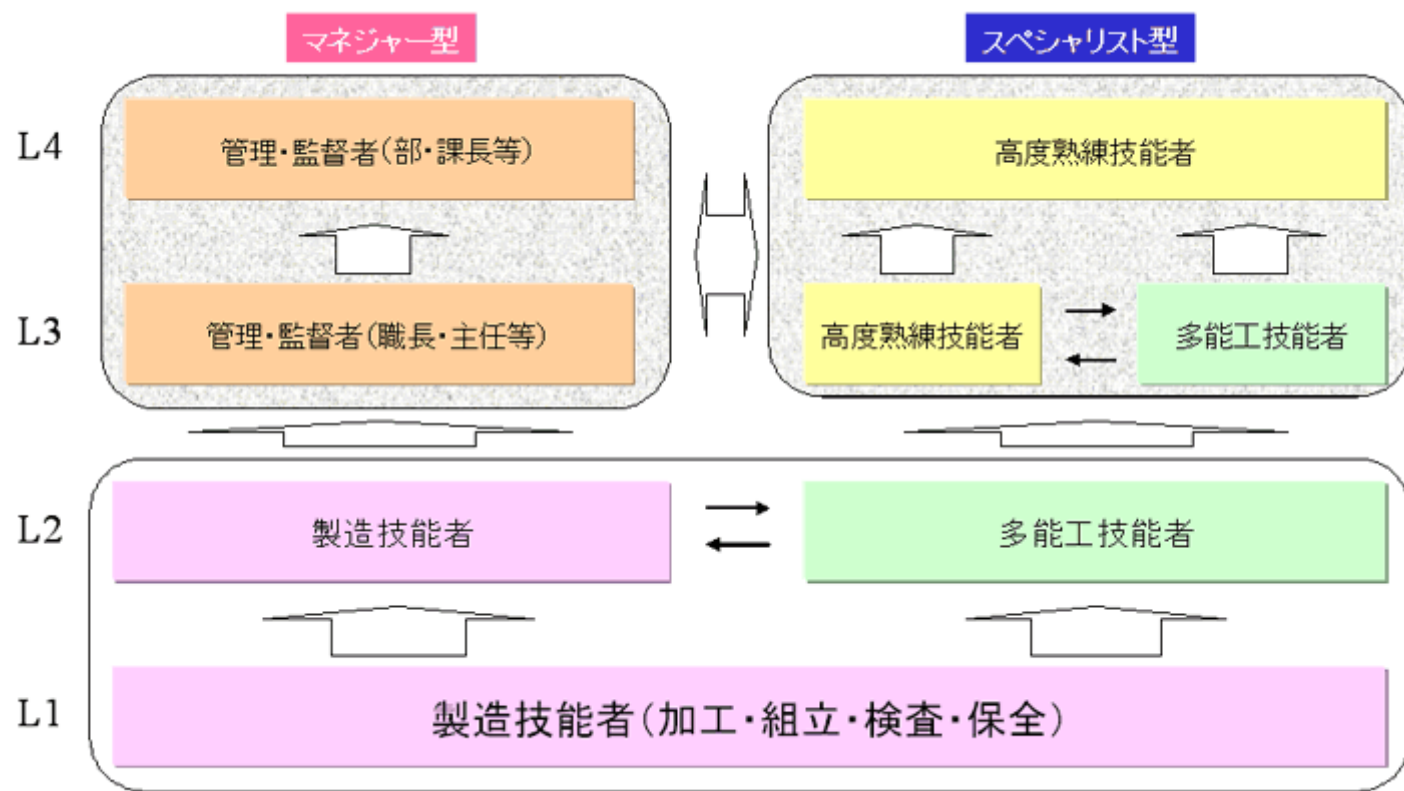 マネジャー型
スペシャリスト型
L4
管理・監督者(部・課長等)
高度熟練技能者
L3
管理・監督者(職長・主任等)
高度熟練技能者
多能工技能者
L2
製造技能者
多能工技能者
L1
製造技能者(加工・組立・検査・保全)